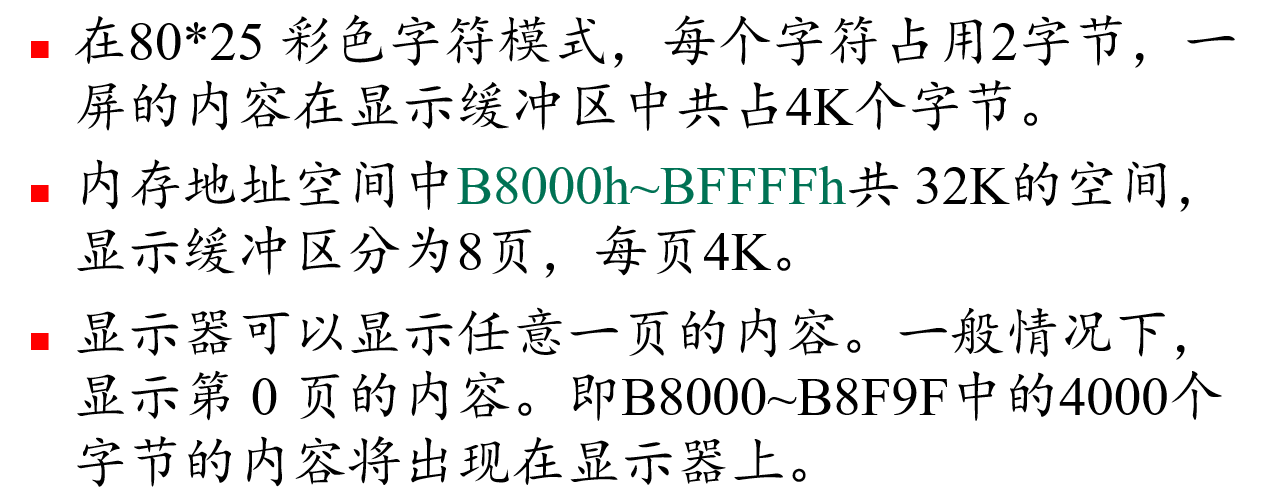 在80*25 彩色字符模式，每个字符占用2字节，一
屏的内容在显示缓冲区中共占4K个字节。
内存地址空间中B8000h~BFFFFh共 32K的空间，
显示缓冲区分为8页，每页4K。
显示器可以显示任意一页的内容。一般情况下，
显示第 0 页的内容。即B8000~B8F9F中的4000个
字节的内容将出现在显示器上。